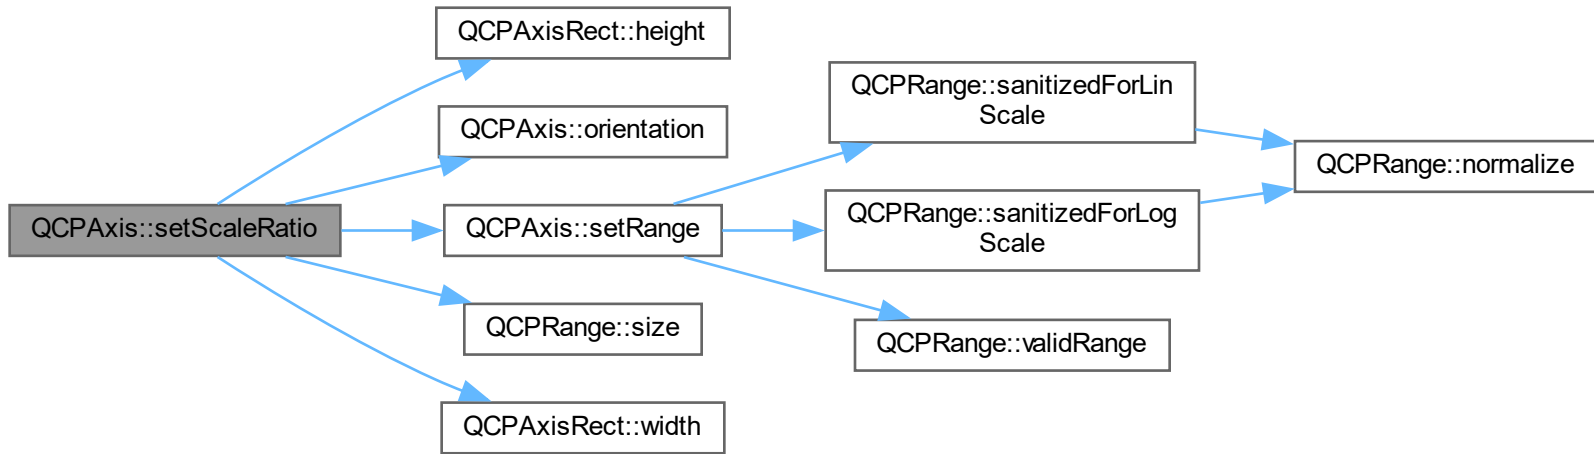 QCPAxisRect::height
QCPAxis::orientation
QCPAxis::setScaleRatio
QCPAxis::setRange
QCPRange::size
QCPAxisRect::width
QCPRange::sanitizedForLin
Scale
QCPRange::sanitizedForLog
Scale
QCPRange::validRange
QCPRange::normalize